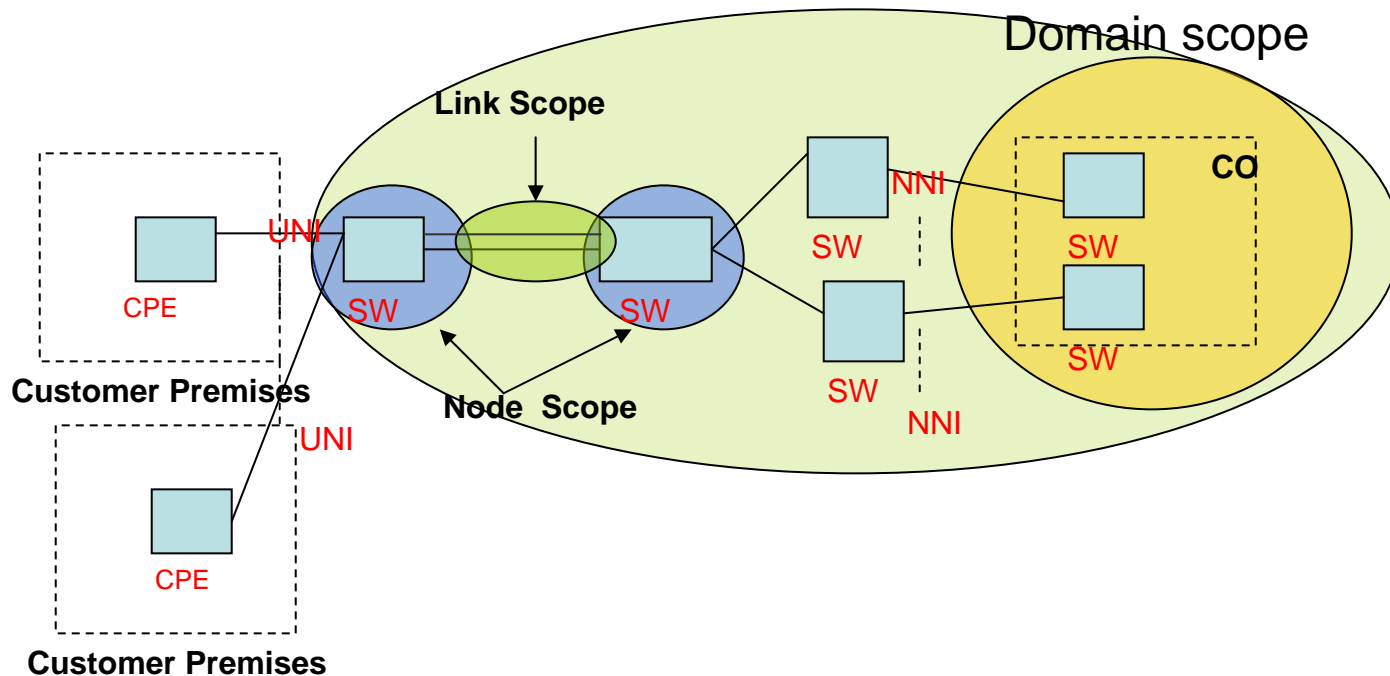 Domain scope
Link Scope
CO
NNI
UNI
SW
SW
CPE
SW
SW
SW
SW
Customer Premises
Node  Scope
NNI
UNI
CPE
Customer Premises